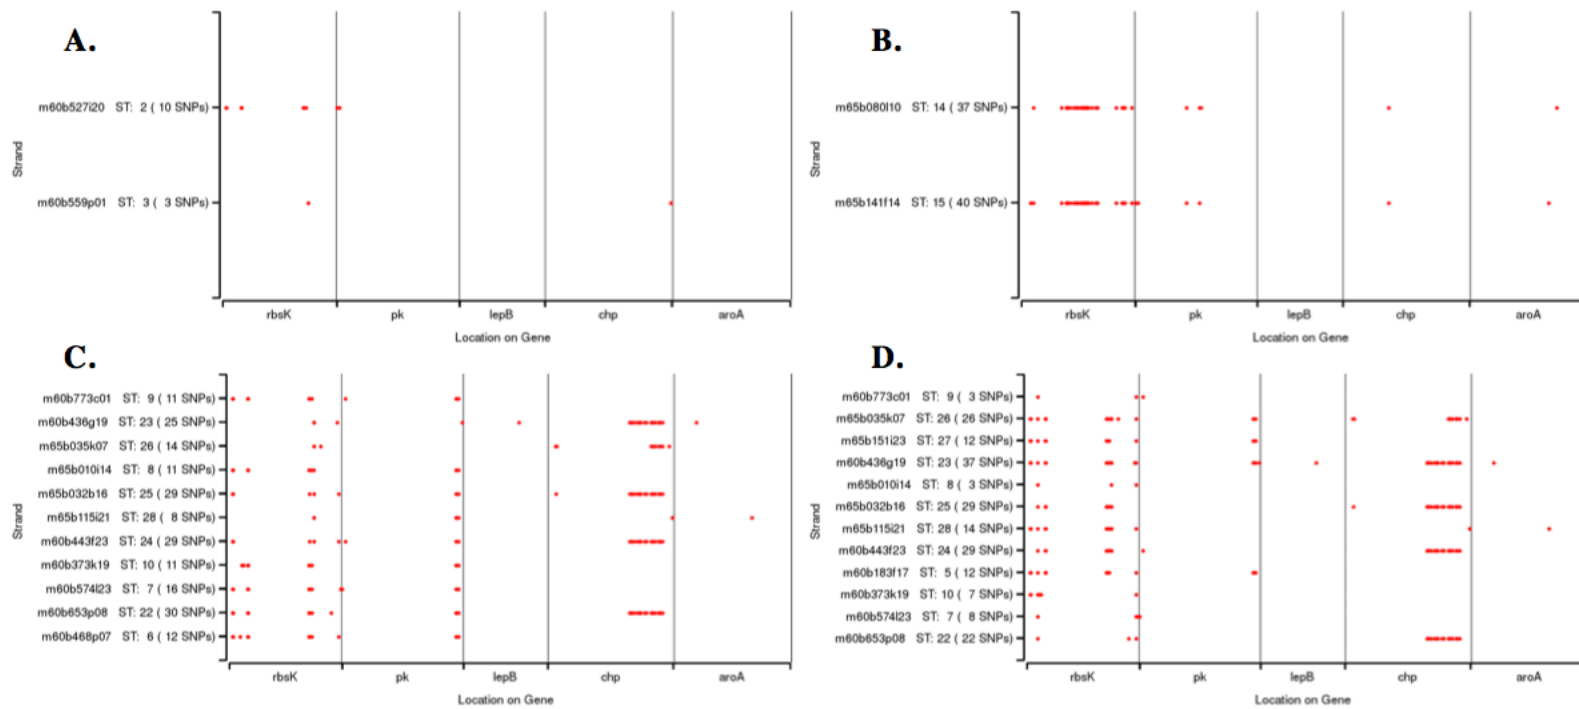 A.
m60b527i20 ST: 2 ( 10 SNPs)
m60b559p01 ST: 3 ( 3 SNPs)
Strand
rbsK pk lepB chp aroA
Location on Gene
B.
m65b080l10 ST: 14 ( 37 SNPs)
m65b141f14 ST: 15 ( 40 SNPs)
Strand
rbsK pk lepB chp aroA
Location on Gene
C.
m60b773c01 ST: 9 ( 11 SNPs)
m60b436g19 ST: 23 ( 25 SNPs)
m65b035k07 ST: 26 ( 14 SNPs)
m65b010i14 ST: 8 ( 11 SNPs)
m65b032b16 ST: 25 ( 29 SNPs)
m65b115i21 ST: 28 ( 8 SNPs)
m60b443f23 ST: 24 ( 29 SNPs)
m60b373k19 ST: 10 ( 11 SNPs)
m60b574l23 ST: 7 ( 16 SNPs)
m60b653p08 ST: 22 ( 30 SNPs)
m60b468p07 ST: 6 ( 12 SNPs)
Strand
rbsK pk lepB chp aroA
Location on Gene
D.
m60b773c01 ST: 9 ( 3 SNPs)
m65b035k07 ST: 26 ( 26 SNPs)
m65b151i23 ST: 27 ( 12 SNPs)
m60b436g19 ST: 23 ( 37 SNPs)
m65b010i14 ST: 8 ( 3 SNPs)
m65b032b16 ST: 25 ( 29 SNPs)
m65b115i21 ST: 28 ( 14 SNPs)
m60b443f23 ST: 24 ( 29 SNPs)
m60b183f17 ST: 5 ( 12 SNPs)
m60b373k19 ST: 10 ( 7 SNPs)
m60b574l23 ST: 7 ( 8 SNPs)
m60b653p08 ST: 22 ( 22 SNPs)
Strand
rbsK pk lepB chp aroA
Location on Gene